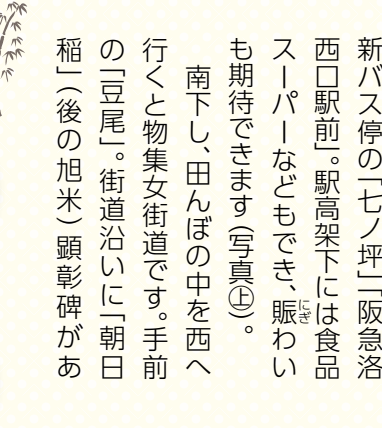 新バス停の「七ノ坪」「阪急洛
西口駅前」。駅高架下には食品
スーパーなどもでき、賑わい
にぎ
も期待できます(写真㊤)。
南下し、田んぼの中を西へ
行くと物集女街道です。手前
の「豆尾」。街道沿いに「朝日
稲」(後の旭米)顕彰碑があ